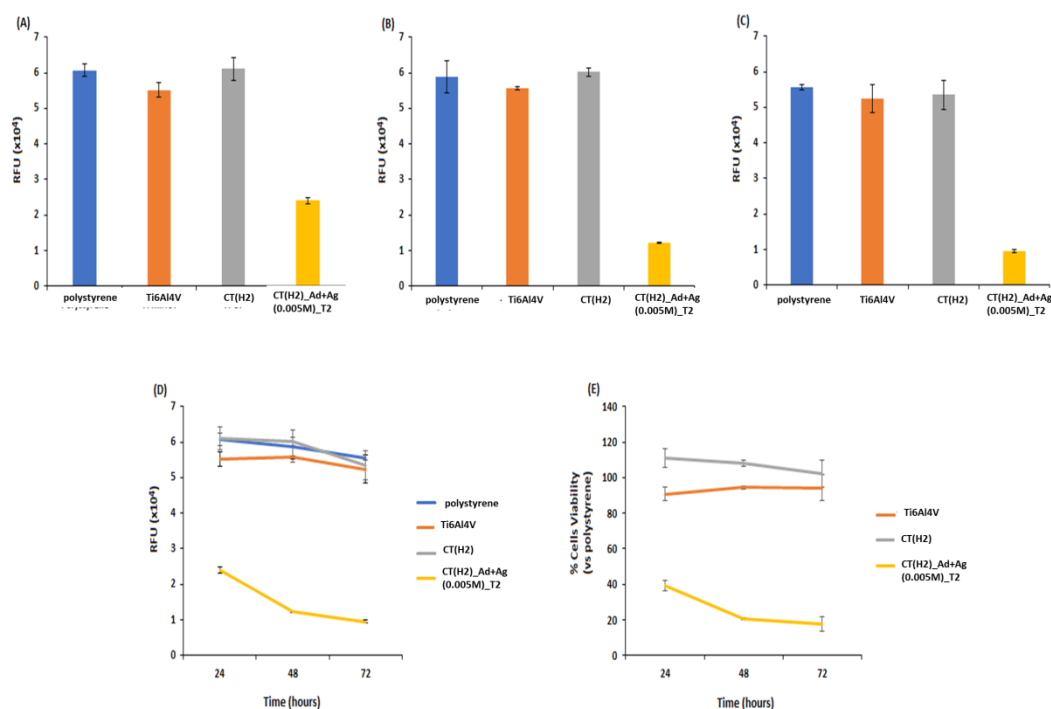 (A)
7
6
5
4
3
2
1
0
RFU (x10⁴)
polystyrene
Ti6Al4V
CT(H2)
CT(H2)_Ad+Ag
(0.005M)_T2
(B)
7
6
5
4
3
2
1
0
RFU (x10⁴)
polystyrene
Ti6Al4V
CT(H2)
CT(H2)_Ad+Ag
(0.005M)_T2
(C)
7
6
5
4
3
2
1
0
RFU (x10⁴)
polystyrene
Ti6Al4V
CT(H2)
CT(H2)_Ad+Ag
(0.005M)_T2
(D)
7
6
5
4
3
2
1
0
RFU (x10⁴)
24
48
72
Time (hours)
polystyrene
Ti6Al4V
CT(H2)
CT(H2)_Ad+Ag
(0.005M)_T2
(E)
140
120
100
80
60
40
20
0
% Cells Viability
(vs polystyrene)
24
48
72
Time (hours)
Ti6Al4V
CT(H2)
CT(H2)_Ad+Ag
(0.005M)_T2